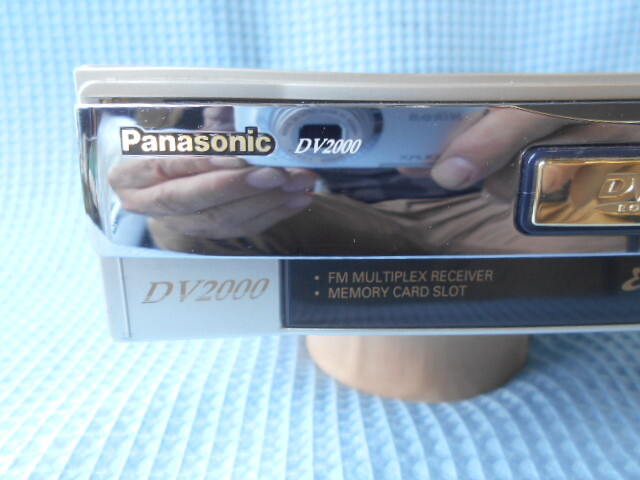 Panasonic DV2000
DV2000
• FM MULTIPLEX RECEIVER
• MEMORY CARD SLOT